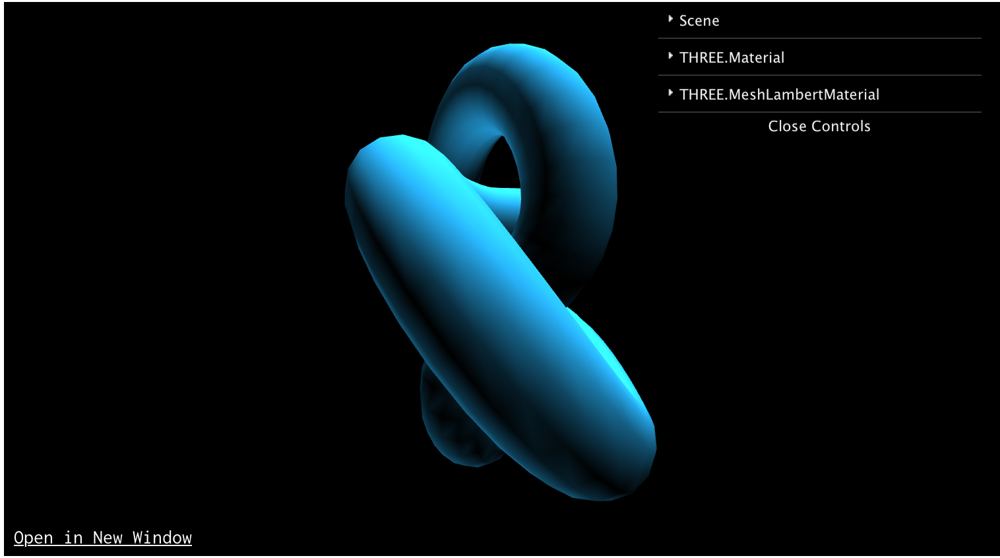 Scene
THREE.Material
THREE.MeshLambertMaterial
Close Controls
Open in New Window